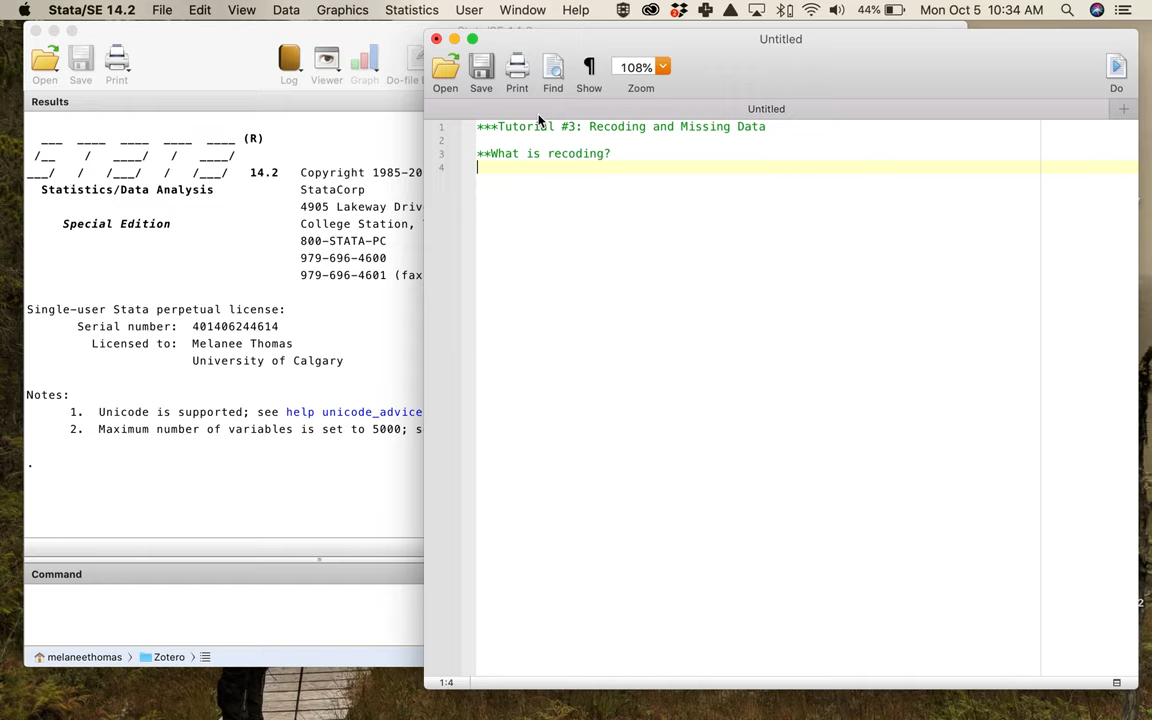 Stata/SE 14.2 File Edit View Data Graphics Statistics User Window Help 44% Mon Oct 5 10:34 AM
Open Save Print Log Viewer Graph Do-file
Results
(R)
14.2 Copyright 1985-20
Statistics/Data Analysis StataCorp
4905 Lakeway Driv
Special Edition College Station,
800-STATA-PC
979-696-4600
979-696-4601 (fax
Single-user Stata perpetual license:
Serial number: 401406244614
Licensed to: Melanee Thomas
University of Calgary
Notes:
1. Unicode is supported; see help unicode_advice
2. Maximum number of variables is set to 5000; s
.
Command
melaneethomas > Zotero >
Untitled
Open Save Print Find Show 108% Zoom Do
Untitled
1 ***Tutorial #3: Recoding and Missing Data
2
3 **What is recoding?
4
1:4